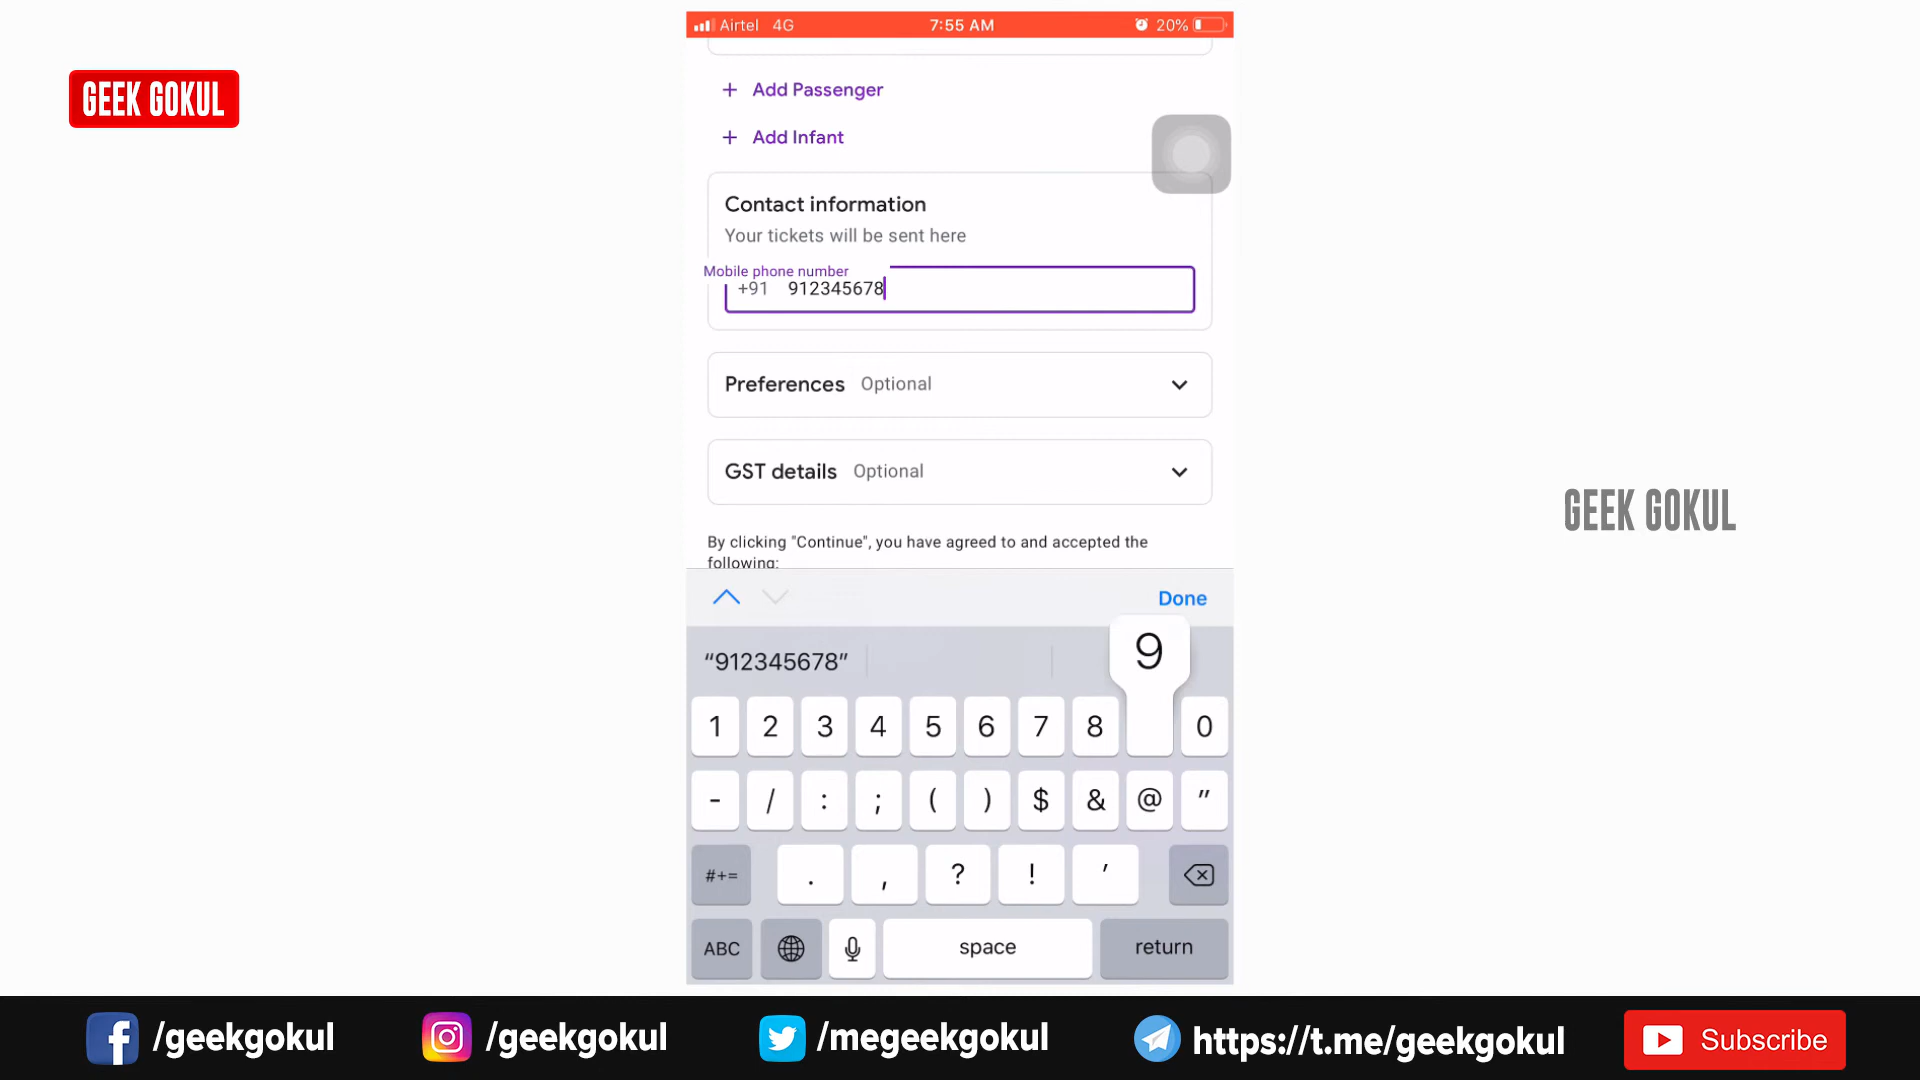 Airtel 4G 7:55 AM 20%
GEEK GOKUL
+ Add Passenger
+ Add Infant
Contact information
Your tickets will be sent here
Mobile phone number
+91 912345678
Preferences Optional
GST details Optional
GEEK GOKUL
By clicking "Continue", you have agreed to and accepted the
following:
Done
“912345678”
9
1 2 3 4 5 6 7 8 0
- / : ; ( ) $ & @ "
#+= . , ? ! '
ABC space return
/geekgokul /geekgokul /megeekgokul https://t.me/geekgokul Subscribe